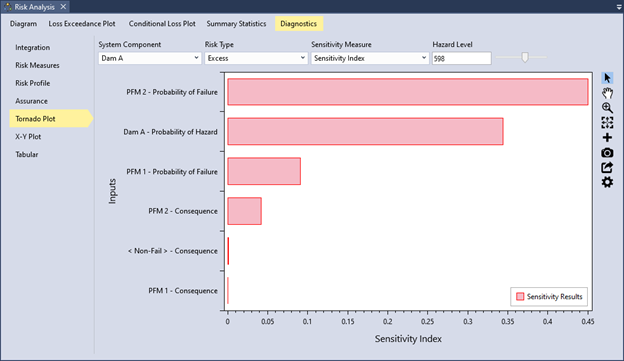 Risk Analysis
Diagram Loss Exceedance Plot Conditional Loss Plot Summary Statistics Diagnostics
Integration
Risk Measures
Risk Profile
Assurance
Tornado Plot
X-Y Plot
Tabular
System Component Risk Type Sensitivity Measure Hazard Level
Dam A Excess Sensitivity Index 598
Inputs
PFM 2 - Probability of Failure
Dam A - Probability of Hazard
PFM 1 - Probability of Failure
PFM 2 - Consequence
< Non-Fail > - Consequence
PFM 1 - Consequence
Sensitivity Results
0 0.05 0.1 0.15 0.2 0.25 0.3 0.35 0.4 0.45
Sensitivity Index